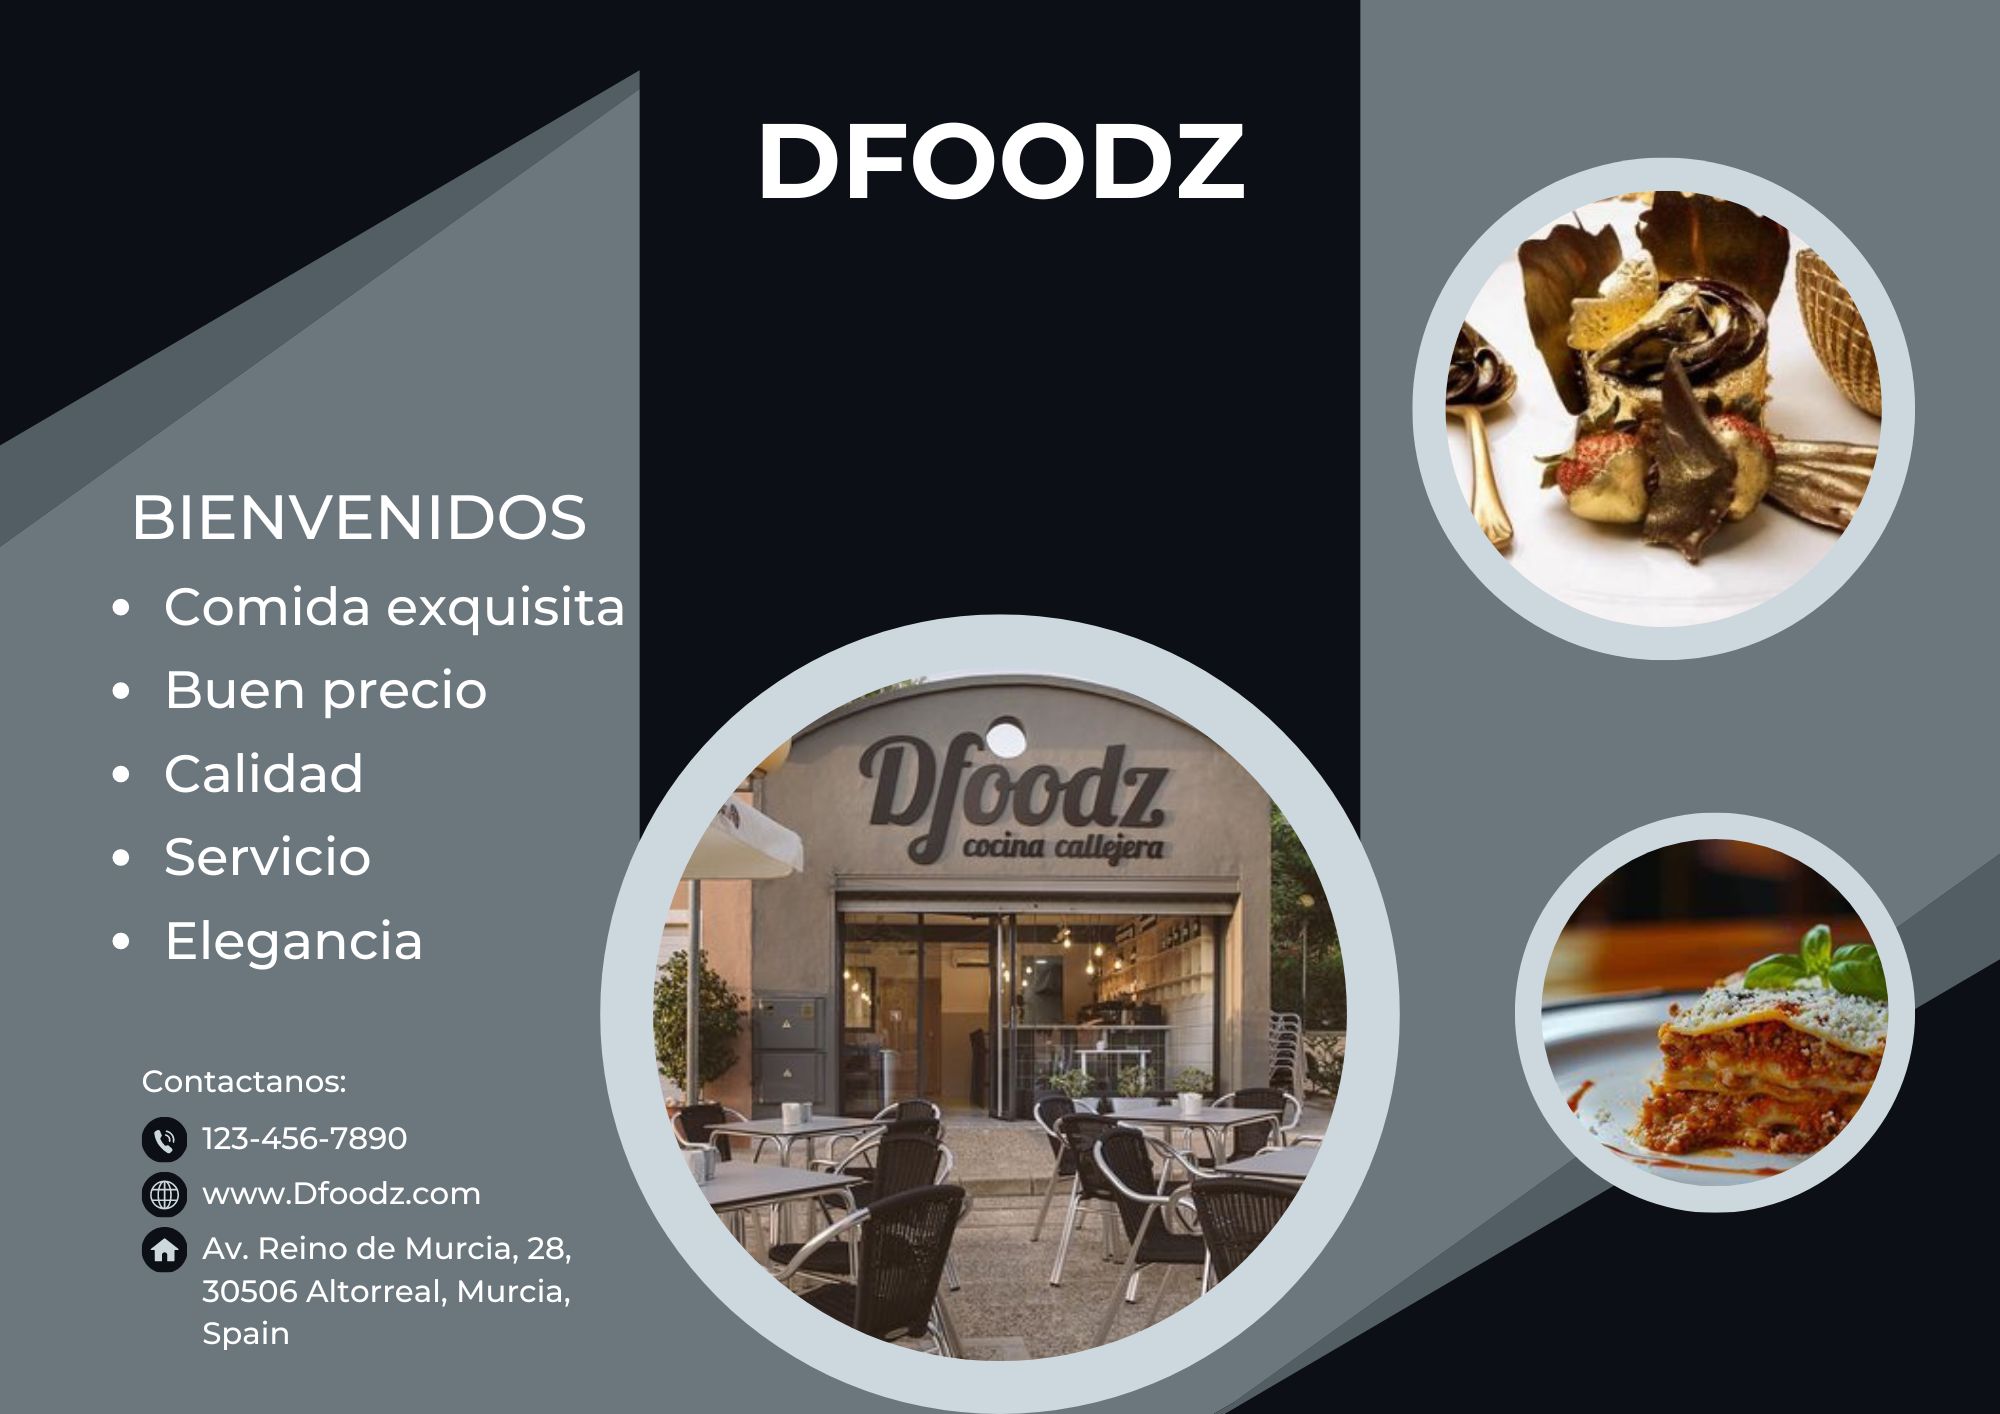 DFOODZ
BIENVENIDOS
• Comida exquisita
• Buen precio
• Calidad
• Servicio
• Elegancia
Contactanos:
123-456-7890
www.Dfoodz.com
Av. Reino de Murcia, 28,
30506 Altorreal, Murcia,
Spain
Dfoodz
cocina callejera